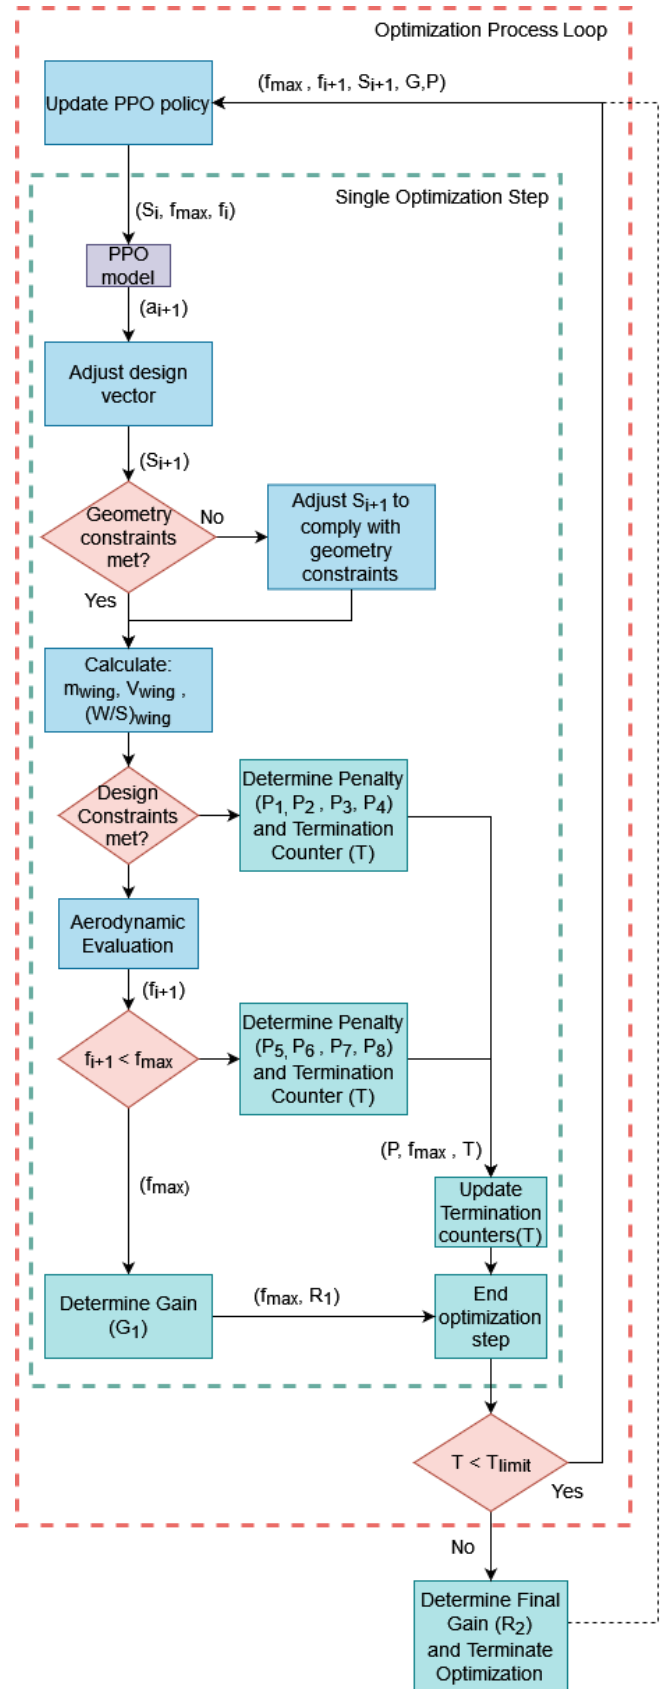 Optimization Process Loop
(fmax , fi+1, Si+1, G,P)
Update PPO policy
Single Optimization Step
(Si, fmax, fi)
PPO
model
(ai+1)
Adjust design
vector
(Si+1)
Geometry
constraints
met?
No
Adjust Si+1 to
comply with
geometry
constraints
Yes
Calculate:
mwing, Vwing ,
(W/S)wing
Design
Constraints
met?
Determine Penalty
(P1, P2 , P3, P4)
and Termination
Counter (T)
Aerodynamic
Evaluation
(fi+1)
fi+1 < fmax
Determine Penalty
(P5, P6 , P7, P8)
and Termination
Counter (T)
(P, fmax , T)
(fmax)
Update
Termination
counters(T)
Determine Gain
(G1)
(fmax, R1)
End
optimization
step
T < Tlimit
Yes
No
Determine Final
Gain (R2)
and Terminate
Optimization